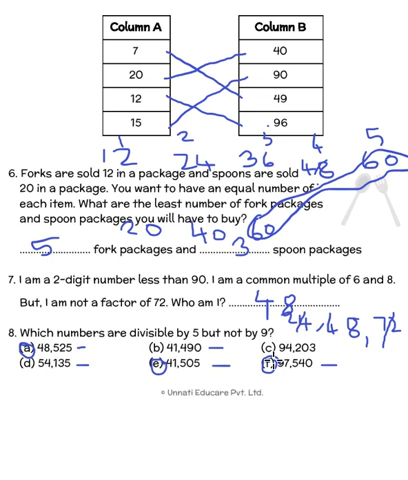 Column A Column B
7 40
20 90
12 49
15 . 96
1 2 3 4 5
12 24 36 48 60
6. Forks are sold 12 in a package and spoons are sold
20 in a package. You want to have an equal number of
each item. What are the least number of fork packages
and spoon packages you will have to buy?
20 40 60
5 fork packages and 3 spoon packages
7. I am a 2-digit number less than 90. I am a common multiple of 6 and 8.
But, I am not a factor of 72. Who am I? 48
24, 48, 72
8. Which numbers are divisible by 5 but not by 9?
(a) 48,525 – (b) 41,490 – (c) 94,203
(d) 54,135 – (e) 41,505 – (f) 97,540 –
© Unnati Educare Pvt. Ltd.